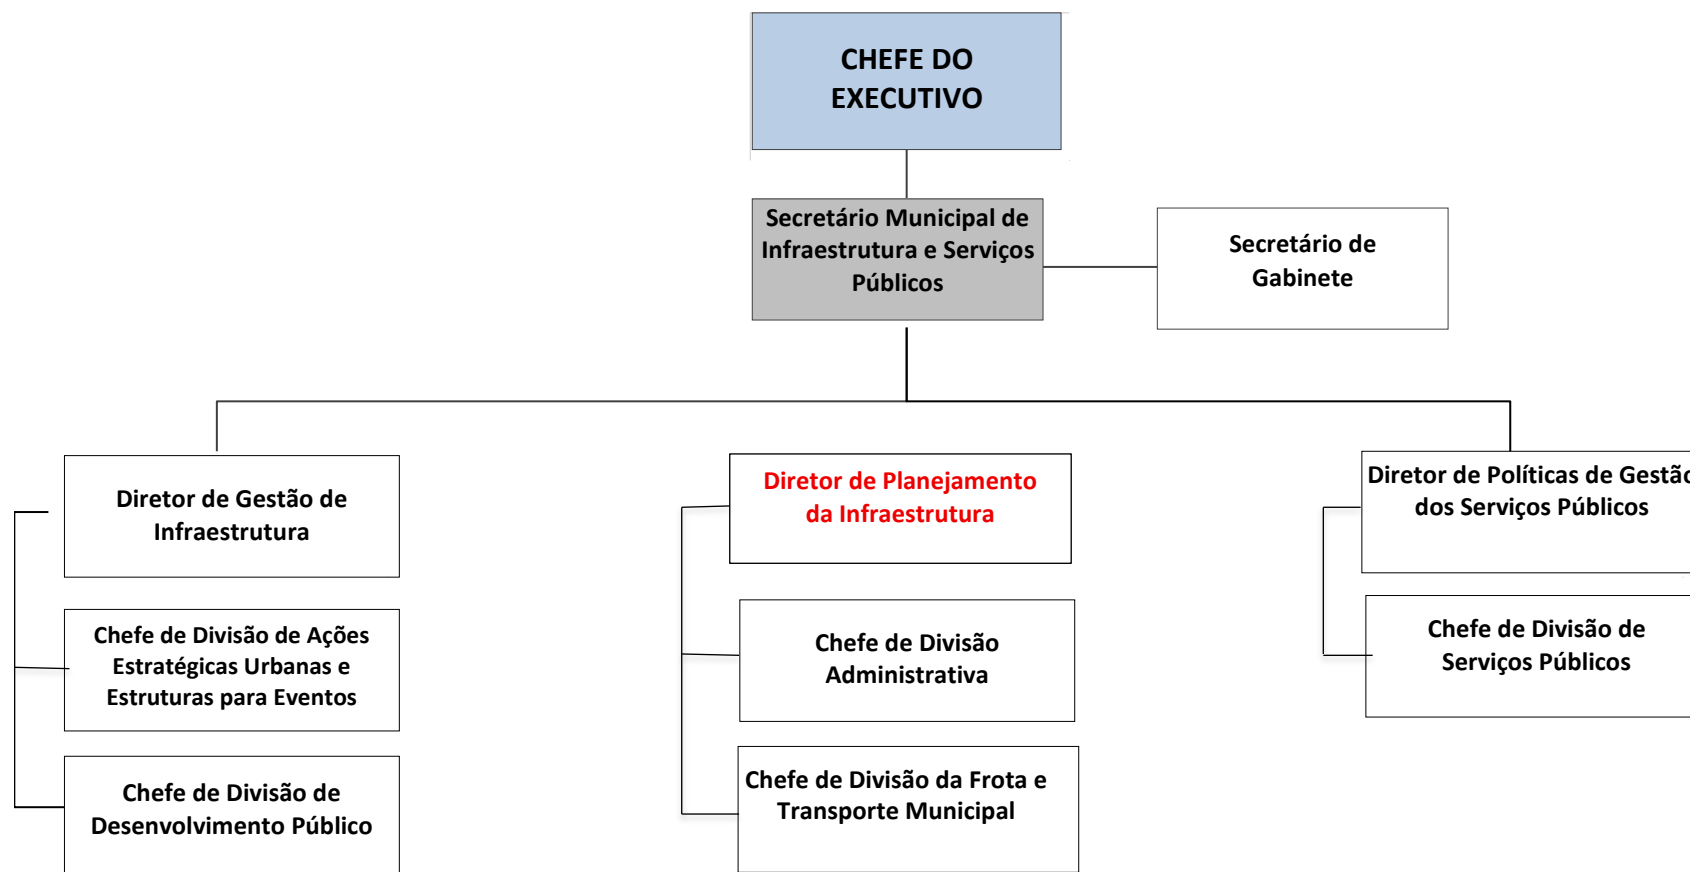 CHEFE DO
EXECUTIVO
Secretário Municipal de
Infraestrutura e Serviços
Públicos
Secretário de
Gabinete
Diretor de Gestão de
Infraestrutura
Diretor de Planejamento
da Infraestrutura
Diretor de Políticas de Gestão
dos Serviços Públicos
Chefe de Divisão de Ações
Estratégicas Urbanas e
Estruturas para Eventos
Chefe de Divisão
Administrativa
Chefe de Divisão de
Serviços Públicos
Chefe de Divisão de
Desenvolvimento Público
Chefe de Divisão da Frota e
Transporte Municipal